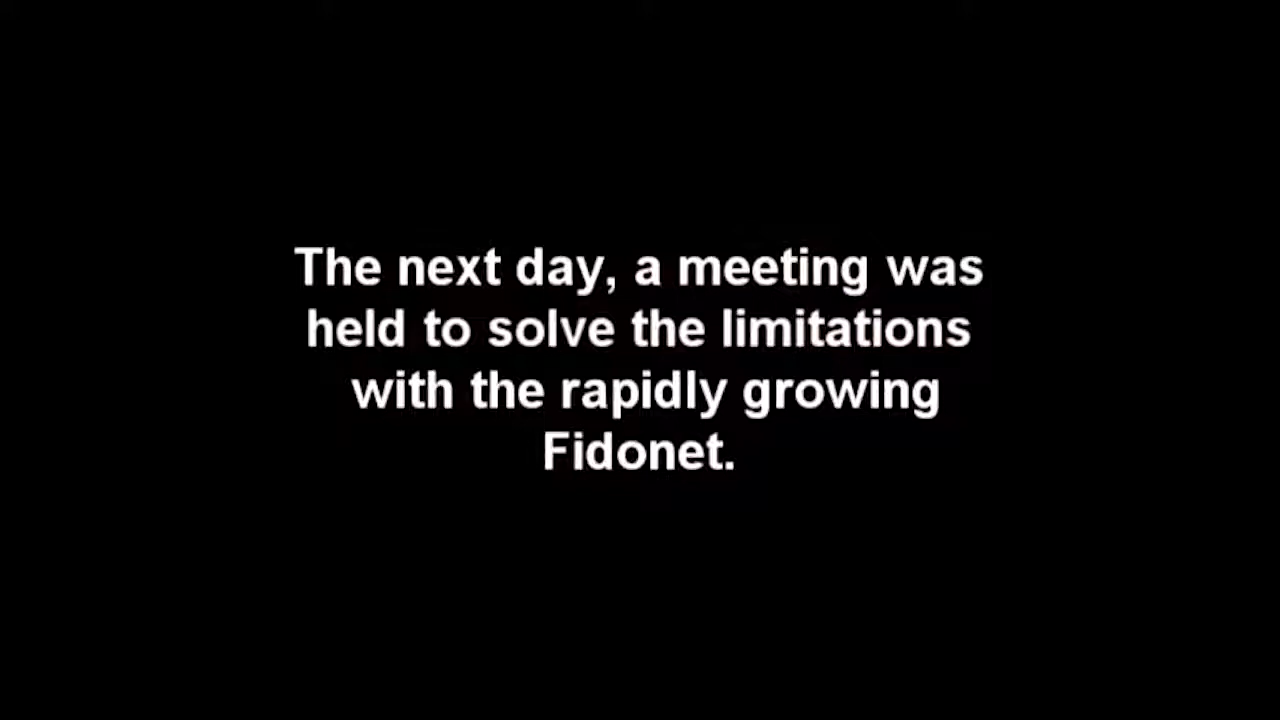 The next day, a meeting was
held to solve the limitations
with the rapidly growing
Fidonet.